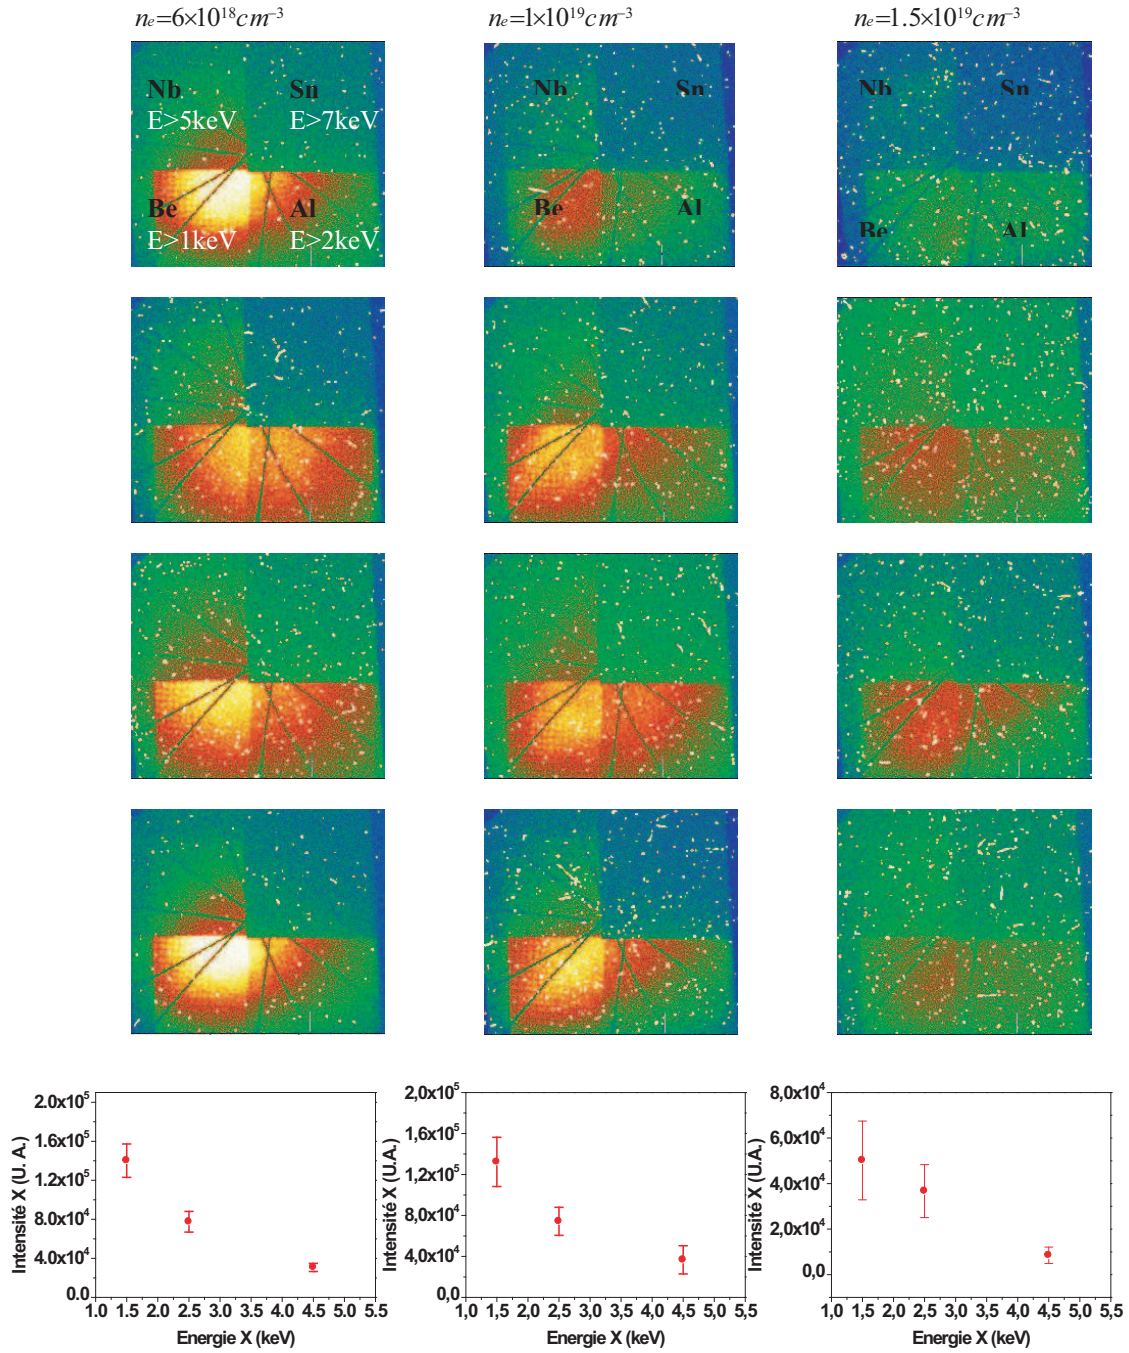 nₑ=6×10¹⁸cm⁻³ nₑ=1×10¹⁹cm⁻³ nₑ=1.5×10¹⁹cm⁻³
Nb Sn Nb Sn Nb Sn
E>5keV E>7keV
Be Al Be Al Be Al
E>1keV E>2keV
Intensité X (U. A.)
2.0x10⁵
1.6x10⁵
1.2x10⁵
8.0x10⁴
4.0x10⁴
0.0
1.0 1.5 2.0 2.5 3.0 3.5 4.0 4.5 5.0 5.5
Energie X (keV)
Intensité X (U.A.)
2,0x10⁵
1,6x10⁵
1,2x10⁵
8,0x10⁴
4,0x10⁴
0,0
1,0 1,5 2,0 2,5 3,0 3,5 4,0 4,5 5,0 5,5
Energie X (keV)
Intensité X (U.A.)
8,0x10⁴
6,0x10⁴
4,0x10⁴
2,0x10⁴
0,0
1,0 1,5 2,0 2,5 3,0 3,5 4,0 4,5 5,0 5,5
Energie X (keV)